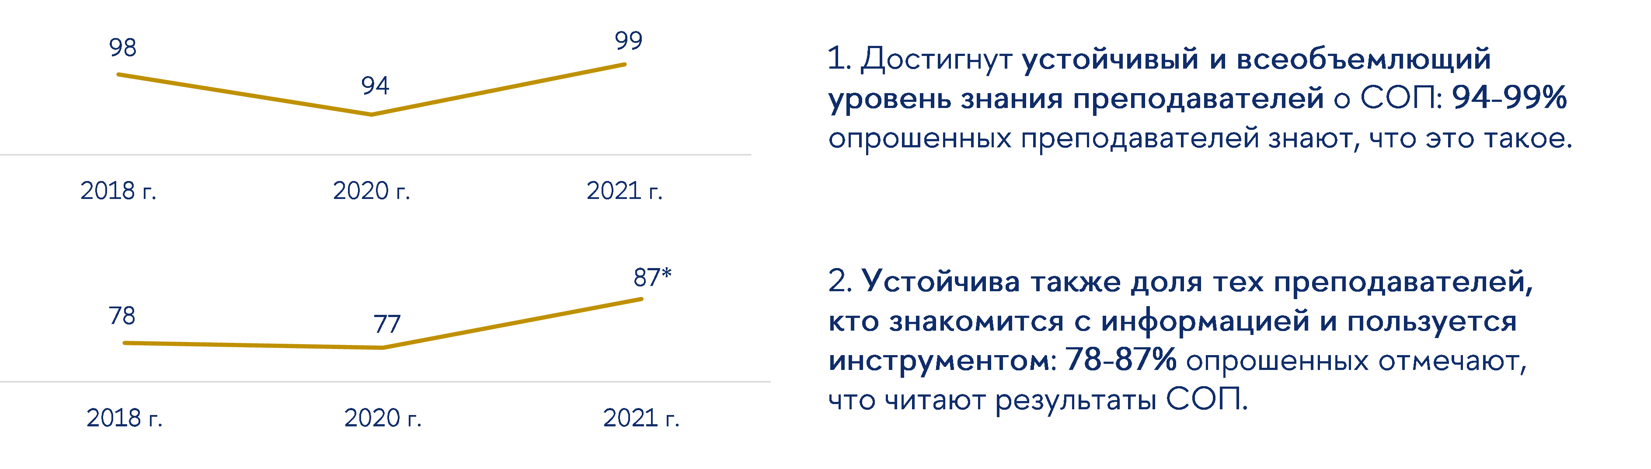 98
94
99
2018 г.
2020 г.
2021 г.
1. Достигнут устойчивый и всеобъемлющий
уровень знания преподавателей о СОП: 94-99%
опрошенных преподавателей знают, что это такое.
78
77
87*
2018 г.
2020 г.
2021 г.
2. Устойчива также доля тех преподавателей,
кто знакомится с информацией и пользуется
инструментом: 78-87% опрошенных отмечают,
что читают результаты СОП.